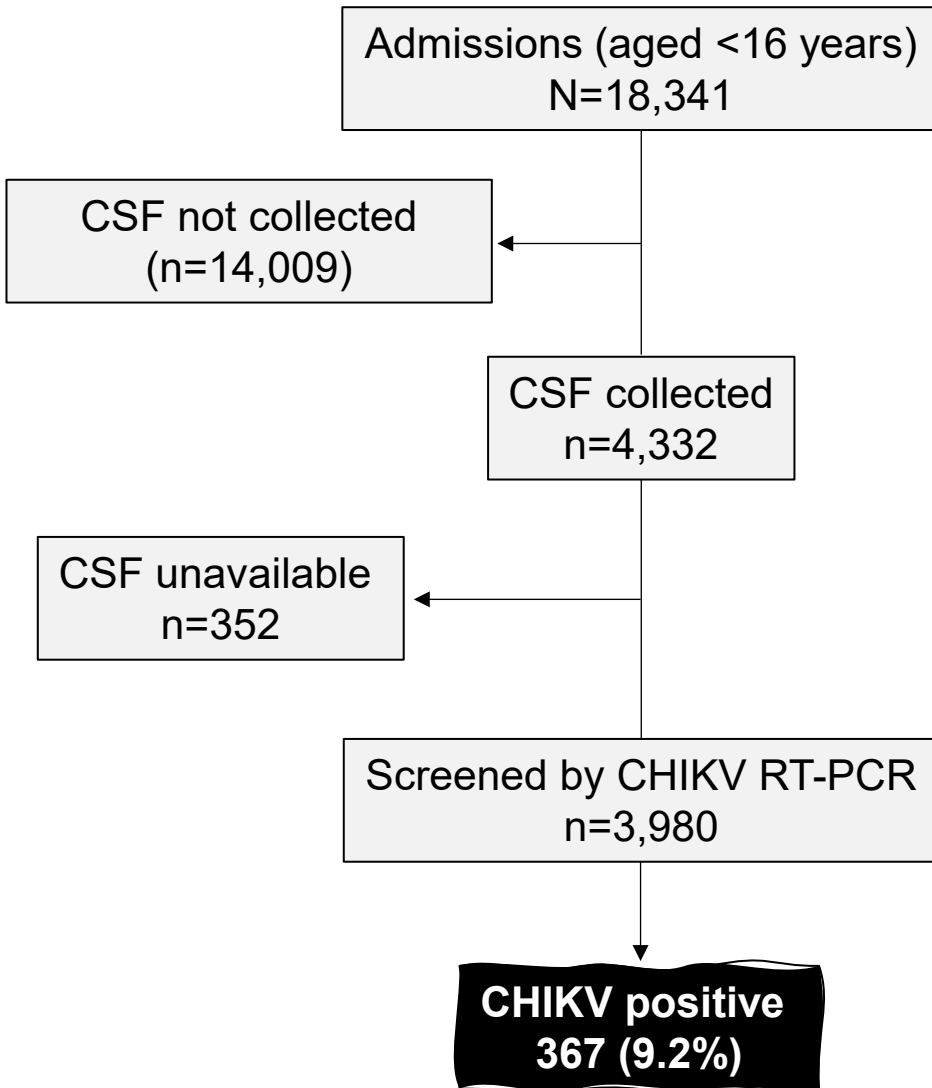 Admissions (aged <16 years)
N=18,341
CSF not collected
(n=14,009)
CSF collected
n=4,332
CSF unavailable
n=352
Screened by CHIKV RT-PCR
n=3,980
CHIKV positive
367 (9.2%)